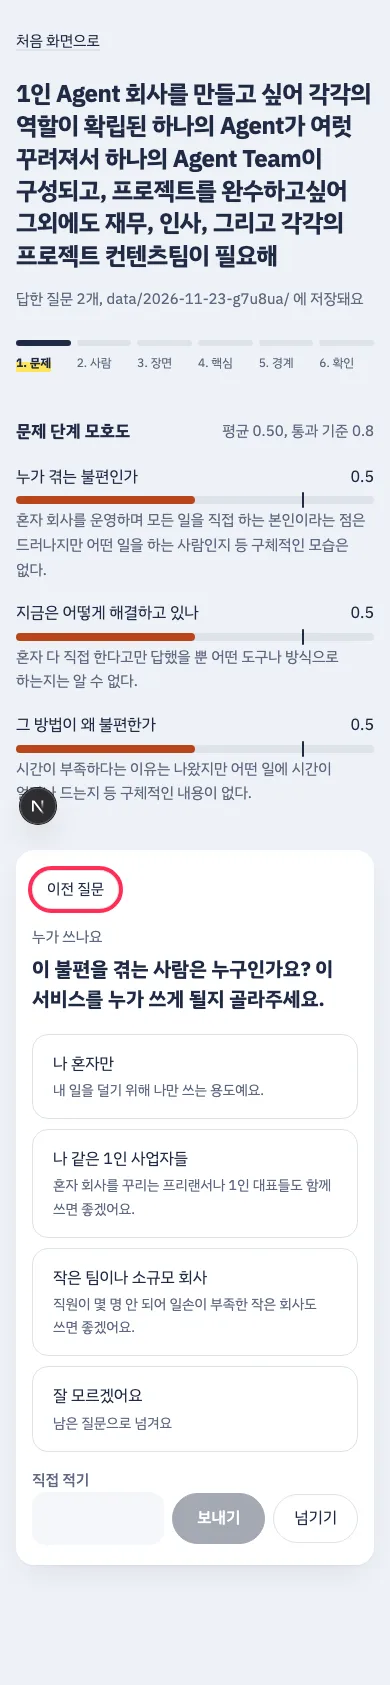 처음 화면으로
1인 Agent 회사를 만들고 싶어 각각의
역할이 확립된 하나의 Agent가 여럿
꾸려져서 하나의 Agent Team이
구성되고, 프로젝트를 완수하고싶어
그외에도 재무, 인사, 그리고 각각의
프로젝트 컨텐츠팀이 필요해
답한 질문 2개, data/2026-11-23-g7u8ua/ 에 저장돼요
1. 문제 2. 사람 3. 장면 4. 핵심 5. 경계 6. 확인
문제 단계 모호도 평균 0.50, 통과 기준 0.8
누가 겪는 불편인가 0.5
혼자 회사를 운영하며 모든 일을 직접 하는 본인이라는 점은
드러나지만 어떤 일을 하는 사람인지 등 구체적인 모습은
없다.
지금은 어떻게 해결하고 있나 0.5
혼자 다 직접 한다고만 답했을 뿐 어떤 도구나 방식으로
하는지는 알 수 없다.
그 방법이 왜 불편한가 0.5
시간이 부족하다는 이유는 나왔지만 어떤 일에 시간이
드는지 등 구체적인 내용이 없다.
N
이전 질문
누가 쓰나요
이 불편을 겪는 사람은 누구인가요? 이
서비스를 누가 쓰게 될지 골라주세요.
나 혼자만
내 일을 덜기 위해 나만 쓰는 용도예요.
나 같은 1인 사업자들
혼자 회사를 꾸리는 프리랜서나 1인 대표들도 함께
쓰면 좋겠어요.
작은 팀이나 소규모 회사
직원이 몇 명 안 되어 일손이 부족한 작은 회사도
쓰면 좋겠어요.
잘 모르겠어요
남은 질문으로 넘겨요
직접 적기
보내기 넘기기